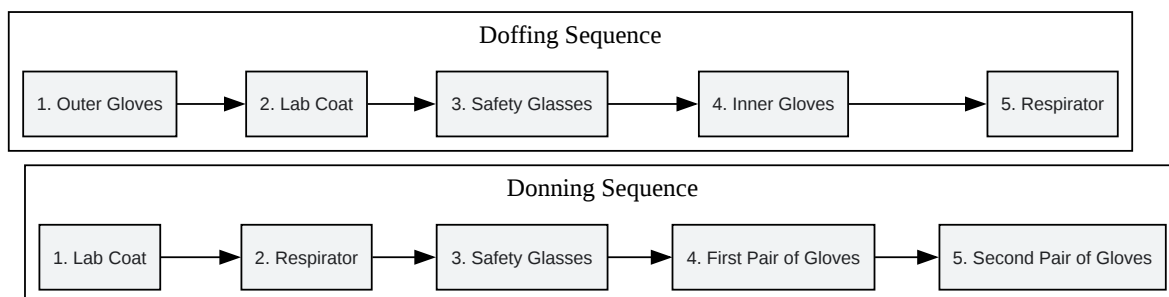 Doffing Sequence
1. Outer Gloves
2. Lab Coat
3. Safety Glasses
4. Inner Gloves
5. Respirator
Donning Sequence
1. Lab Coat
2. Respirator
3. Safety Glasses
4. First Pair of Gloves
5. Second Pair of Gloves